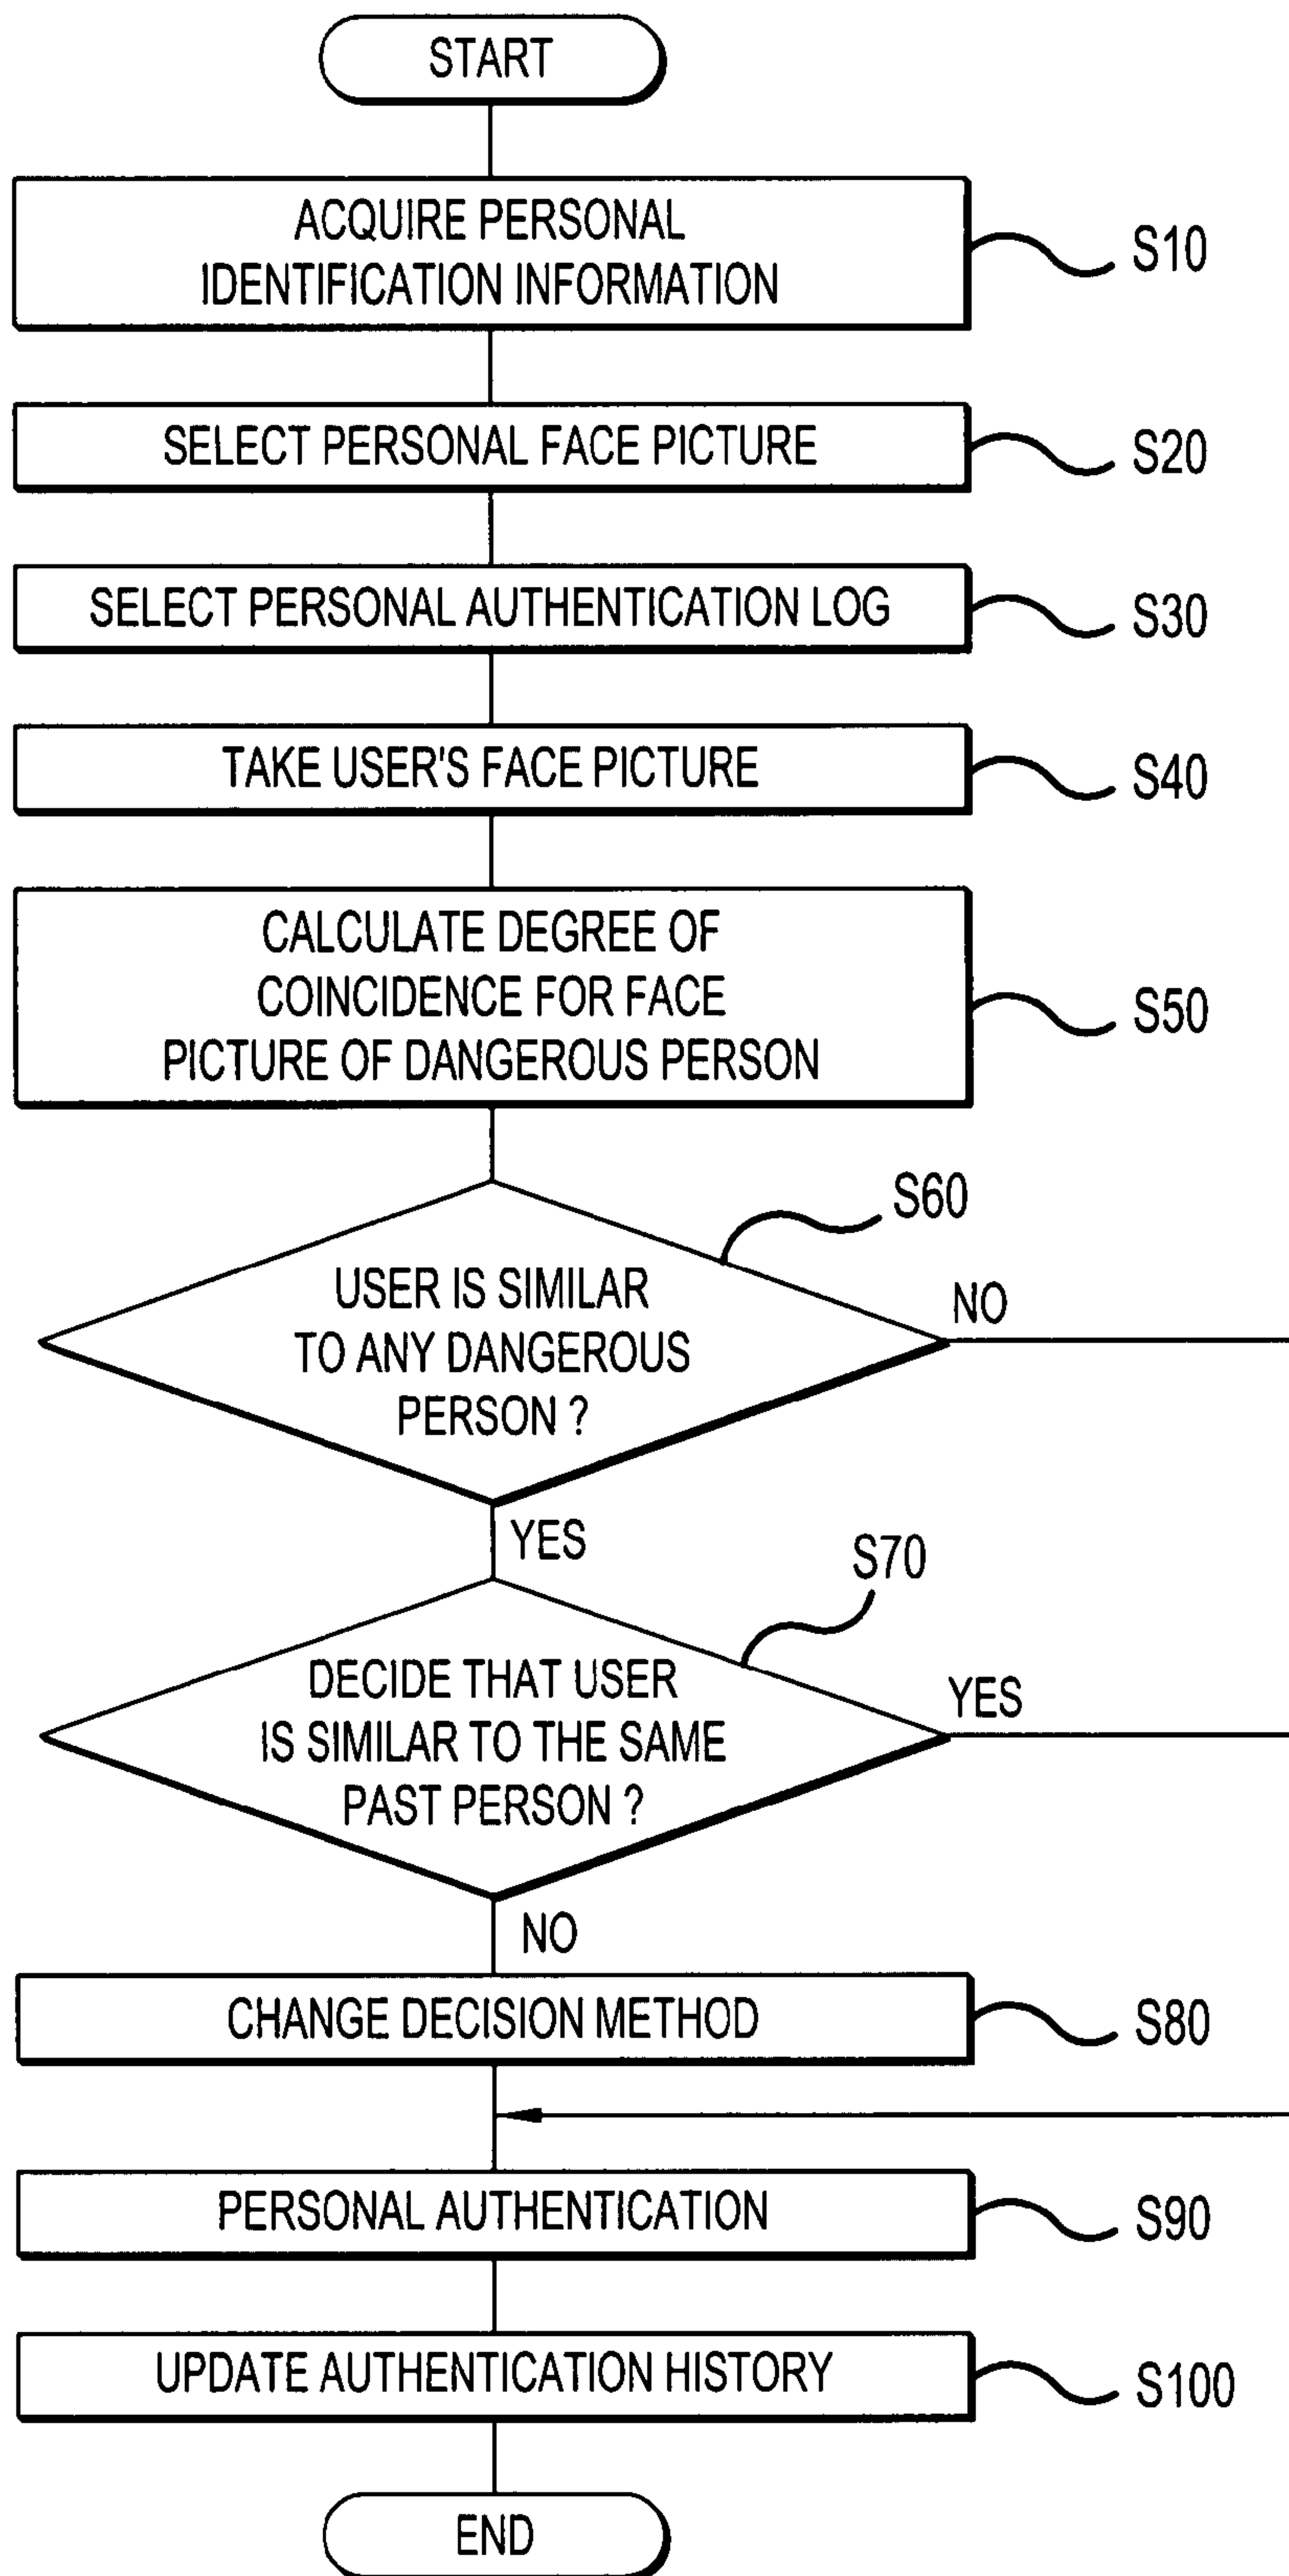 START
ACQUIRE PERSONAL
IDENTIFICATION INFORMATION
S10
SELECT PERSONAL FACE PICTURE
S20
SELECT PERSONAL AUTHENTICATION LOG
S30
TAKE USER'S FACE PICTURE
S40
CALCULATE DEGREE OF
COINCIDENCE FOR FACE
PICTURE OF DANGEROUS PERSON
S50
S60
USER IS SIMILAR
TO ANY DANGEROUS
PERSON ?
NO
YES
S70
DECIDE THAT USER
IS SIMILAR TO THE SAME
PAST PERSON ?
YES
NO
CHANGE DECISION METHOD
S80
PERSONAL AUTHENTICATION
S90
UPDATE AUTHENTICATION HISTORY
S100
END